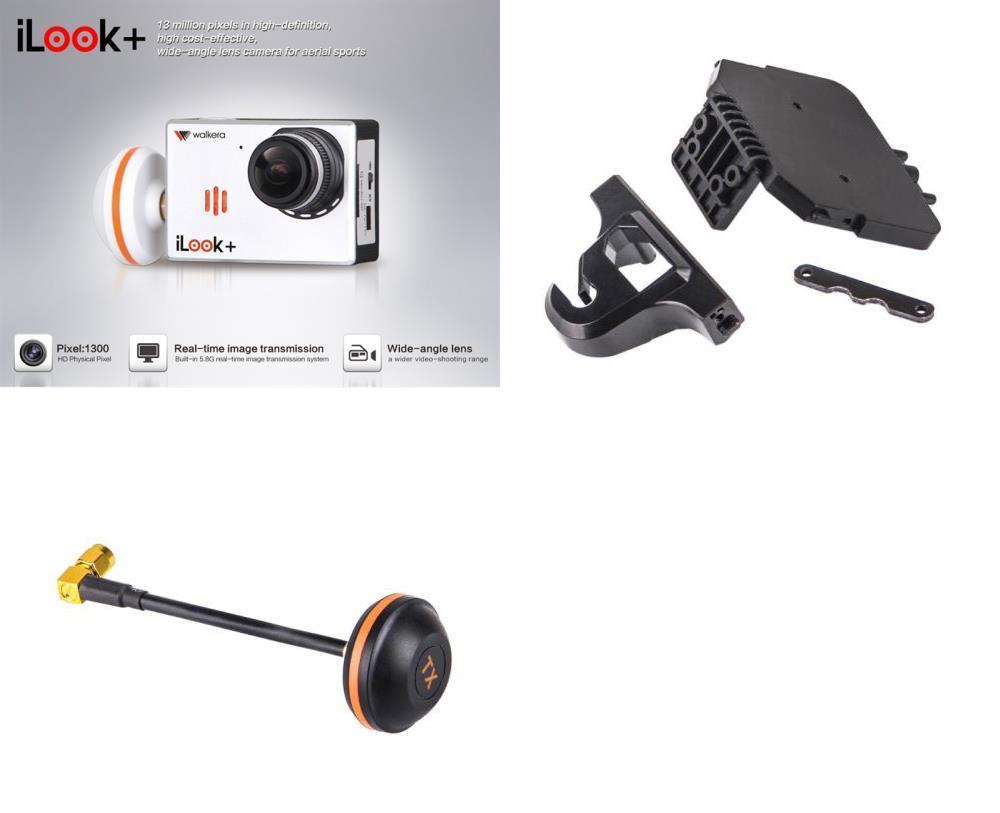 iLook+
13 million pixels in high-definition,
high cost-effective,
wide-angle lens camera for aerial sports
walkera
iLook+
Pixel:1300
HD Physical Pixel
Real-time image transmission
Built-in 5.8G real-time image transmission system
Wide-angle lens
a wider video-shooting range
TX